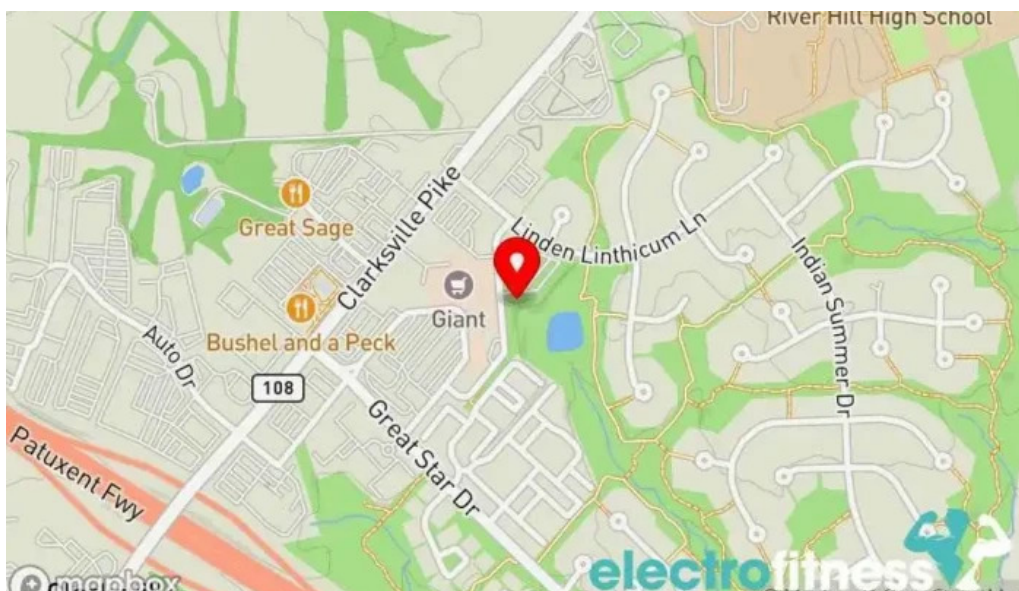 River Hill High School
Clarksville Pike
Great Sage
Linden Linthicum Ln
Giant
Bushel and a Peck
Auto Dr
Indian Summer Dr
108
Great Star Dr
Patuxent Fwy
electrofitness
mapbox